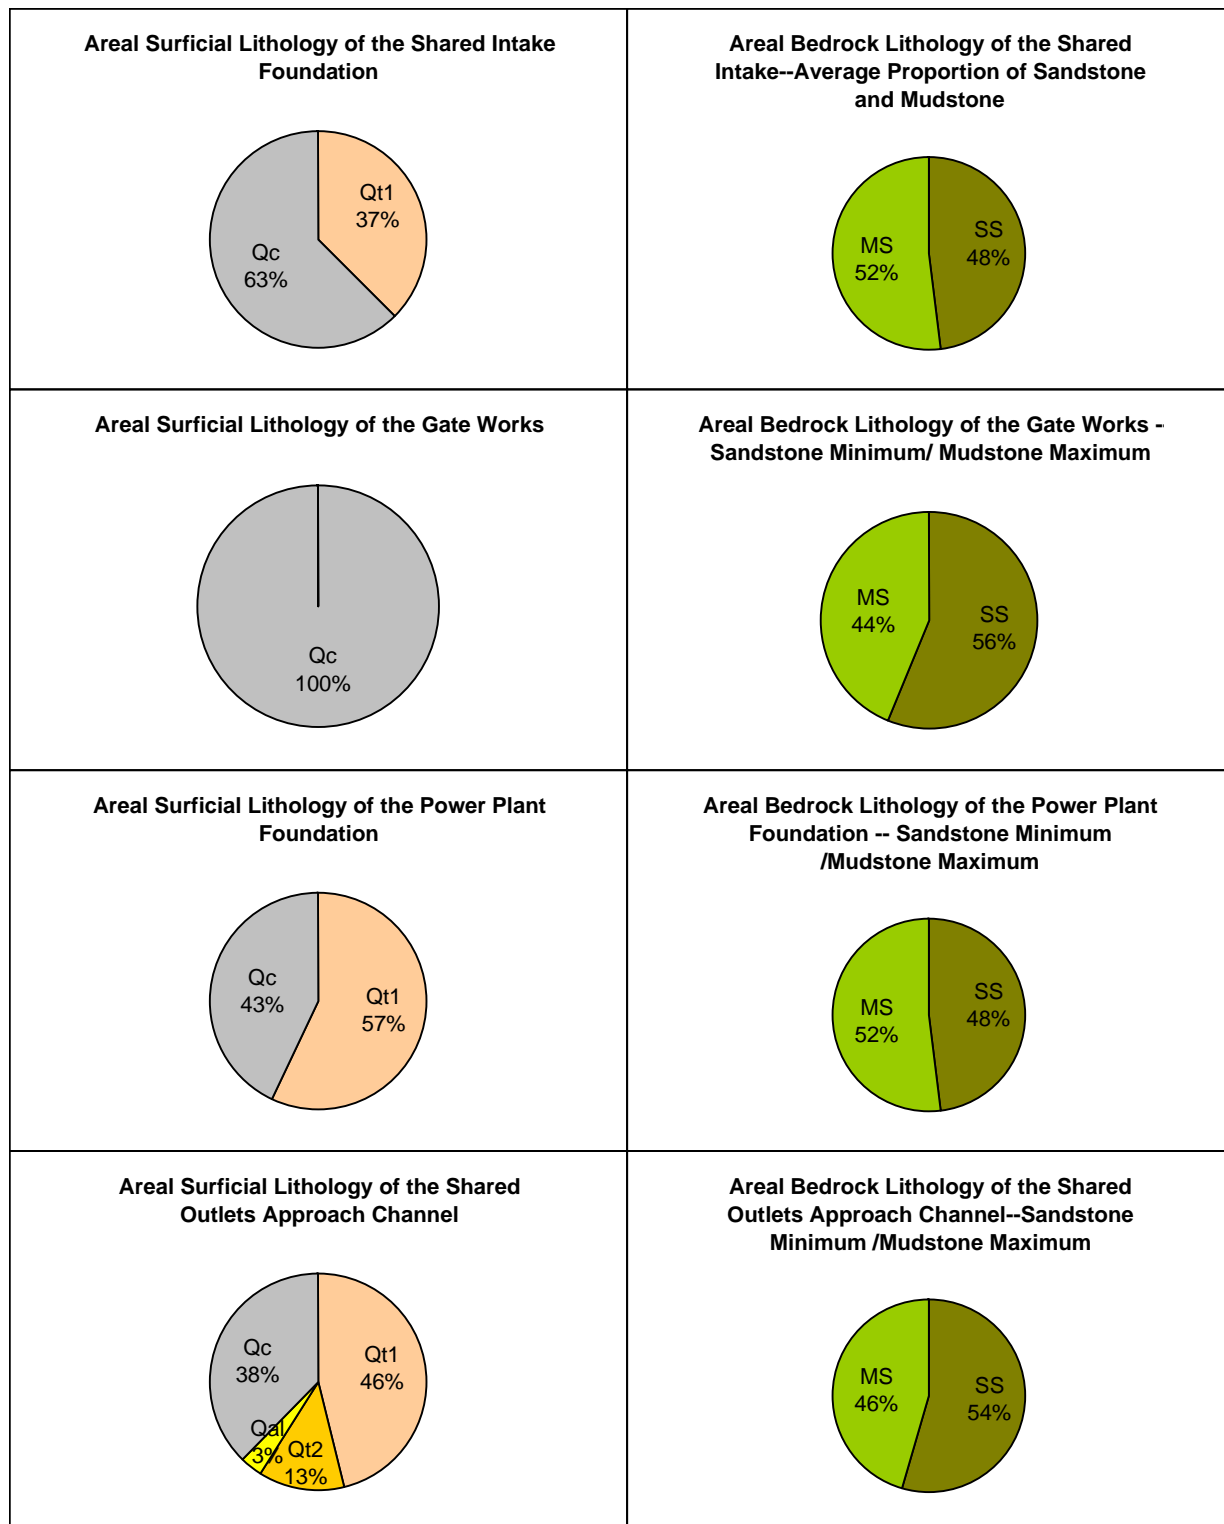 Areal Surficial Lithology of the Shared Intake
Foundation
Qt1
37%
Qc
63%
Areal Bedrock Lithology of the Shared
Intake--Average Proportion of Sandstone
and Mudstone
SS
48%
MS
52%
Areal Surficial Lithology of the Gate Works
Qc
100%
Areal Bedrock Lithology of the Gate Works --
Sandstone Minimum/ Mudstone Maximum
MS
44%
SS
56%
Areal Surficial Lithology of the Power Plant
Foundation
Qc
43%
Qt1
57%
Areal Bedrock Lithology of the Power Plant
Foundation -- Sandstone Minimum
/Mudstone Maximum
SS
48%
MS
52%
Areal Surficial Lithology of the Shared
Outlets Approach Channel
Qc
38%
Qt1
46%
Qal
3%
Qt2
13%
Areal Bedrock Lithology of the Shared
Outlets Approach Channel--Sandstone
Minimum /Mudstone Maximum
MS
46%
SS
54%